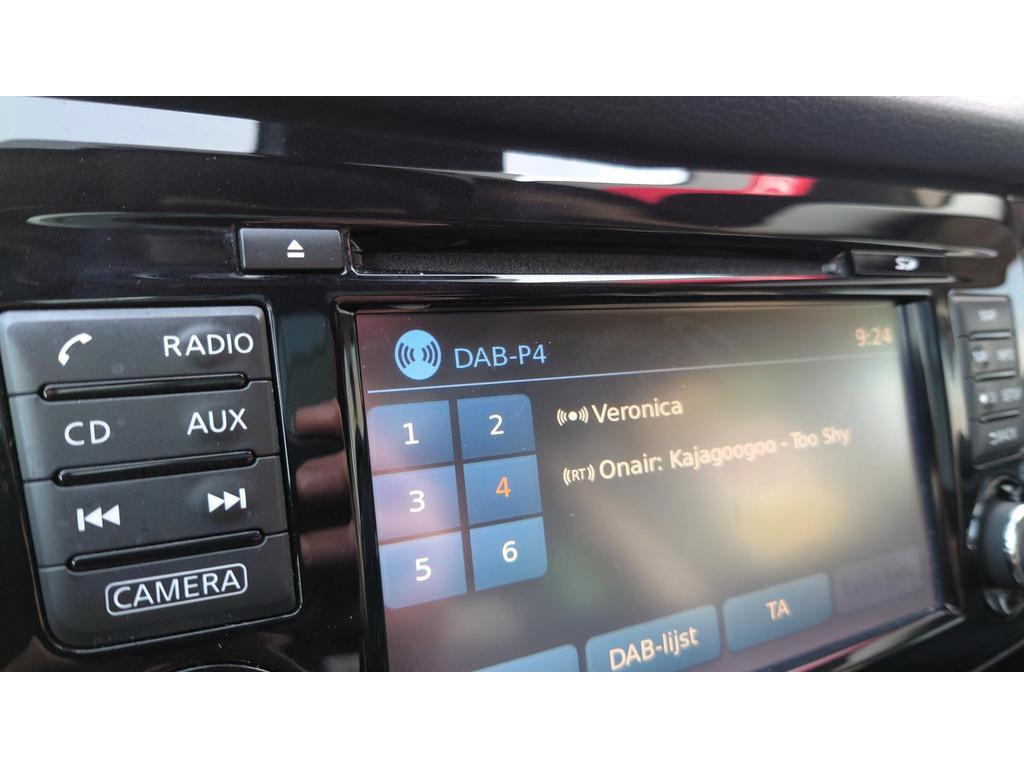 RADIO
CD AUX
CAMERA
DAB-P4 9:24
1 2 Veronica
3 4 (RT) Onair: Kajagoogoo - Too Shy
5 6
DAB-lijst TA